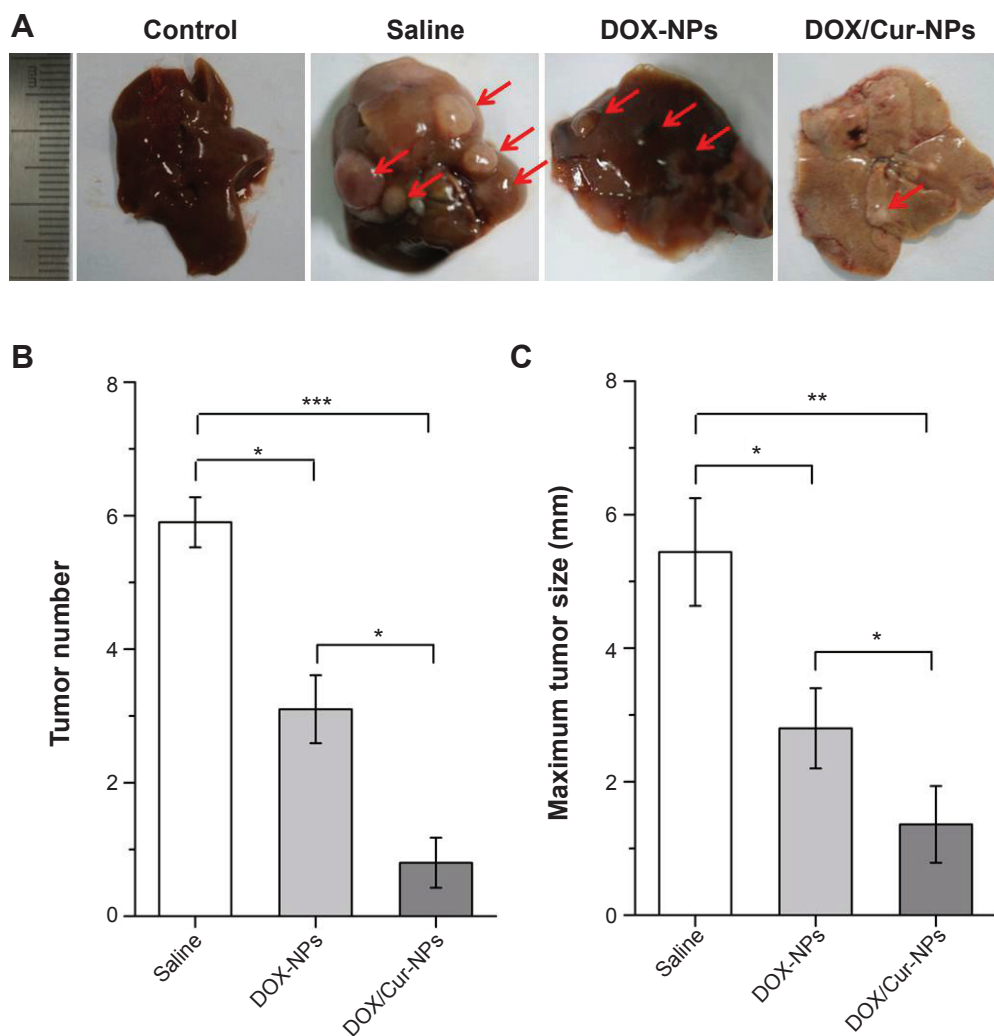 A
Control
Saline
DOX-NPs
DOX/Cur-NPs
mm
B
Tumor number
8
6
4
2
0
***
*
*
Saline
DOX-NPs
DOX/Cur-NPs
C
Maximum tumor size (mm)
8
6
4
2
0
**
*
*
Saline
DOX-NPs
DOX/Cur-NPs